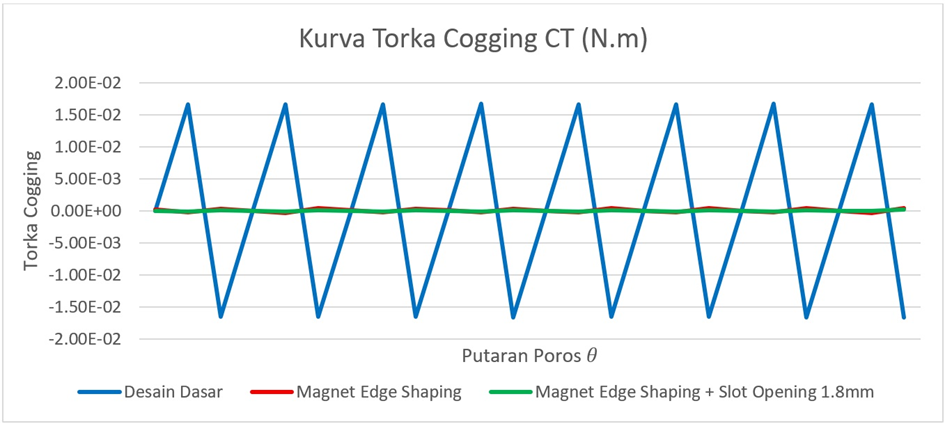 Kurva Torka Cogging CT (N.m)
2.00E-02
1.50E-02
1.00E-02
5.00E-03
0.00E+00
-5.00E-03
-1.00E-02
-1.50E-02
-2.00E-02
Torka Cogging
Putaran Poros θ
Desain Dasar
Magnet Edge Shaping
Magnet Edge Shaping + Slot Opening 1.8mm